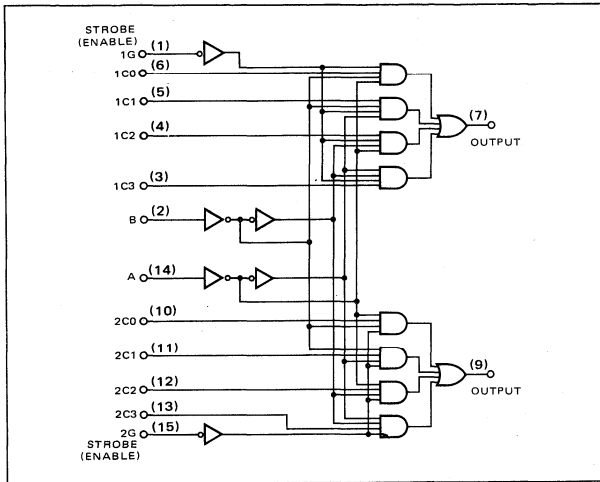 STROBE
(ENABLE)
1G (1)
1C0 (6)
1C1 (5)
1C2 (4)
1C3 (3)
(7)
OUTPUT
B (2)
A (14)
2C0 (10)
2C1 (11)
2C2 (12)
2C3 (13)
2G (15)
STROBE
(ENABLE)
(9)
OUTPUT